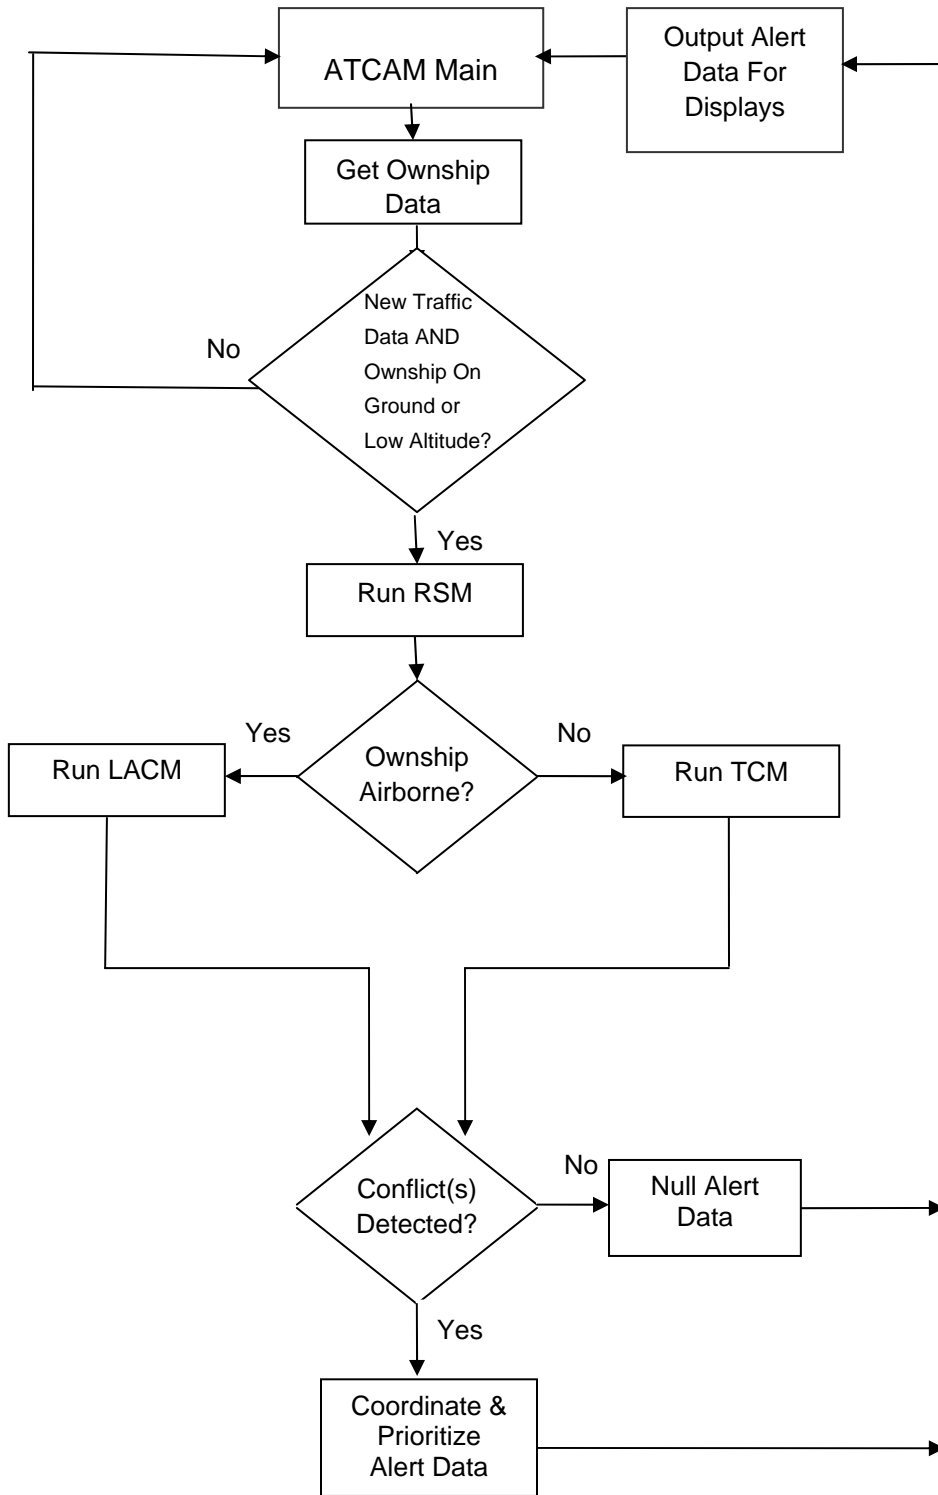 ATCAM Main
Output Alert
Data For
Displays
Get Ownship
Data
New Traffic
Data AND
Ownship On
Ground or
Low Altitude?
No
Yes
Run RSM
Yes
No
Run LACM
Ownship
Airborne?
Run TCM
Conflict(s)
Detected?
No
Null Alert
Data
Yes
Coordinate &
Prioritize
Alert Data